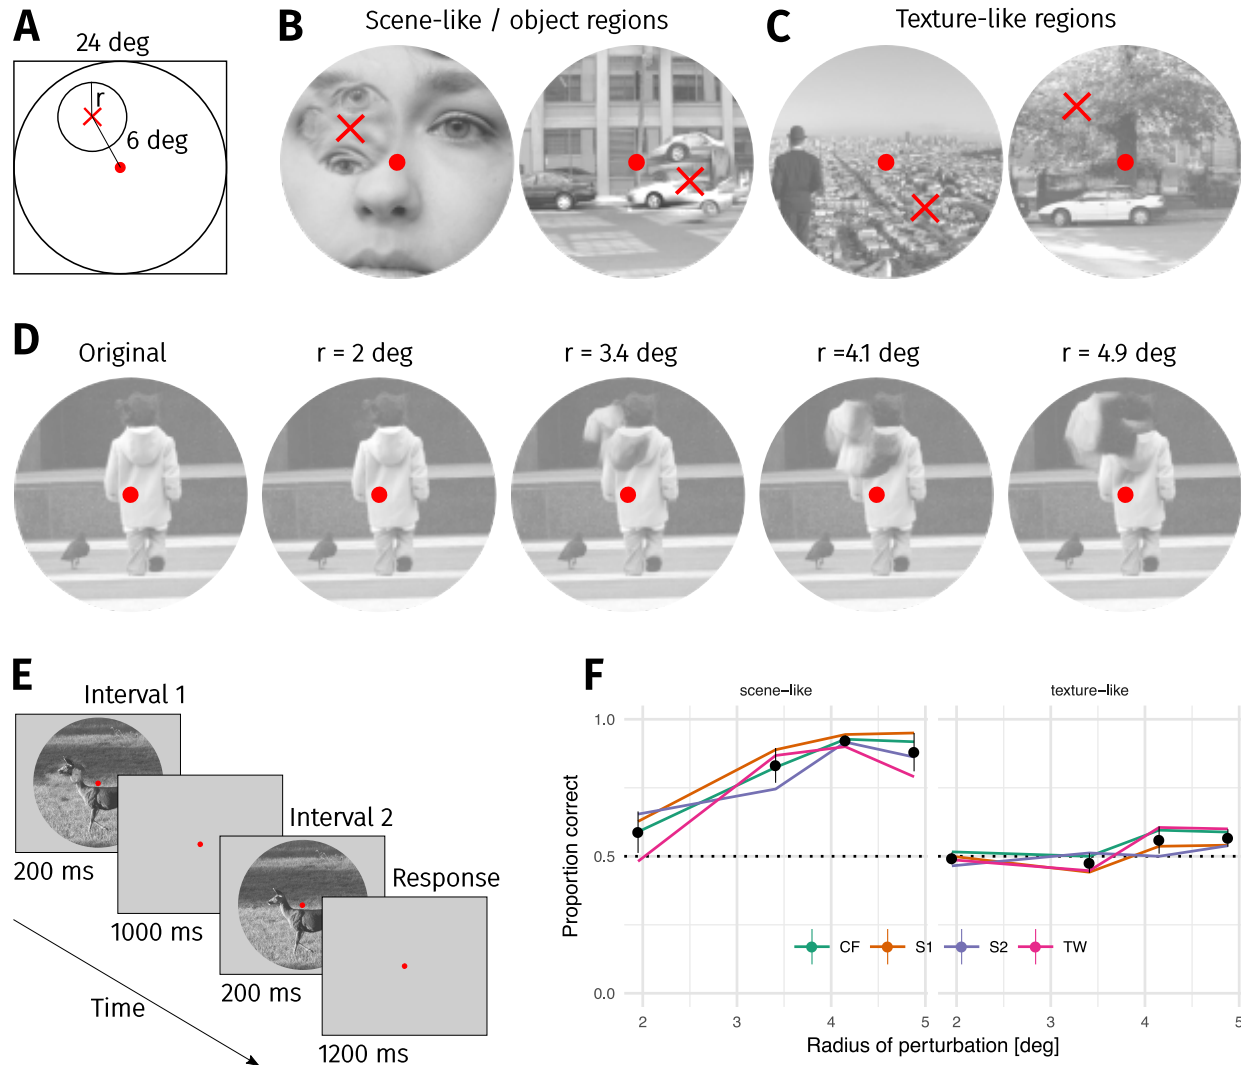 A
24 deg
r
6 deg
B
Scene-like / object regions
C
Texture-like regions
D
Original
r = 2 deg
r = 3.4 deg
r =4.1 deg
r = 4.9 deg
E
Interval 1
200 ms
1000 ms
Interval 2
200 ms
Response
1200 ms
Time
F
scene−like
texture−like
1.0
0.5
0.0
Proportion correct
CF
S1
S2
TW
2
3
4
5
2
3
4
5
Radius of perturbation [deg]